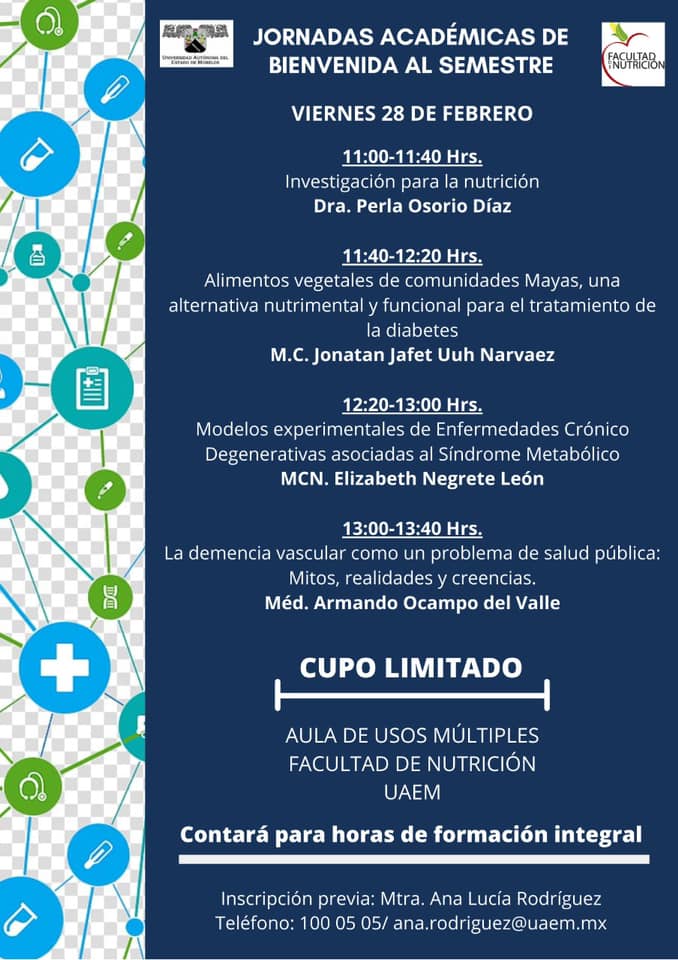 UNIVERSIDAD AUTÓNOMA DEL
ESTADO DE MORELOS
JORNADAS ACADÉMICAS DE
BIENVENIDA AL SEMESTRE
FACULTAD
DE NUTRICIÓN
VIERNES 28 DE FEBRERO
11:00-11:40 Hrs.
Investigación para la nutrición
Dra. Perla Osorio Díaz
11:40-12:20 Hrs.
Alimentos vegetales de comunidades Mayas, una
alternativa nutrimental y funcional para el tratamiento de
la diabetes
M.C. Jonatan Jafet Uuh Narvaez
12:20-13:00 Hrs.
Modelos experimentales de Enfermedades Crónico
Degenerativas asociadas al Síndrome Metabólico
MCN. Elizabeth Negrete León
13:00-13:40 Hrs.
La demencia vascular como un problema de salud pública:
Mitos, realidades y creencias.
Méd. Armando Ocampo del Valle
CUPO LIMITADO
AULA DE USOS MÚLTIPLES
FACULTAD DE NUTRICIÓN
UAEM
Contará para horas de formación integral
Inscripción previa: Mtra. Ana Lucía Rodríguez
Teléfono: 100 05 05/ ana.rodriguez@uaem.mx